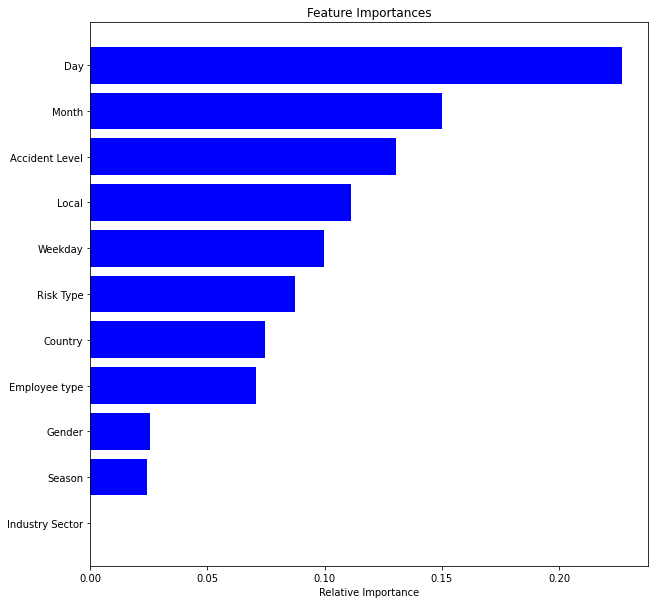 Feature Importances
Day
Month
Accident Level
Local
Weekday
Risk Type
Country
Employee type
Gender
Season
Industry Sector
0.00 0.05 0.10 0.15 0.20
Relative Importance